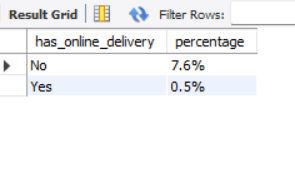 Result Grid Filter Rows:
has_online_delivery percentage
No 7.6%
Yes 0.5%